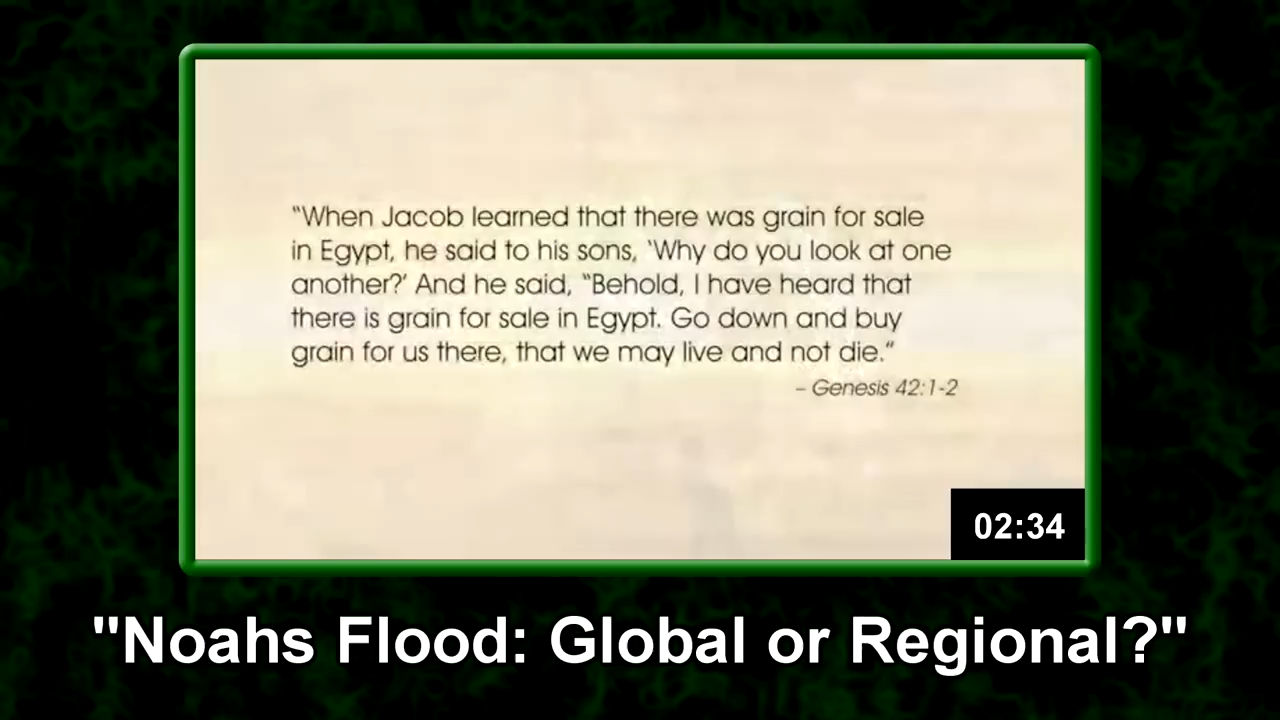 “When Jacob learned that there was grain for sale
in Egypt, he said to his sons, ‘Why do you look at one
another?’ And he said, “Behold, I have heard that
there is grain for sale in Egypt. Go down and buy
grain for us there, that we may live and not die.”
– Genesis 42:1-2
02:34
"Noahs Flood: Global or Regional?"